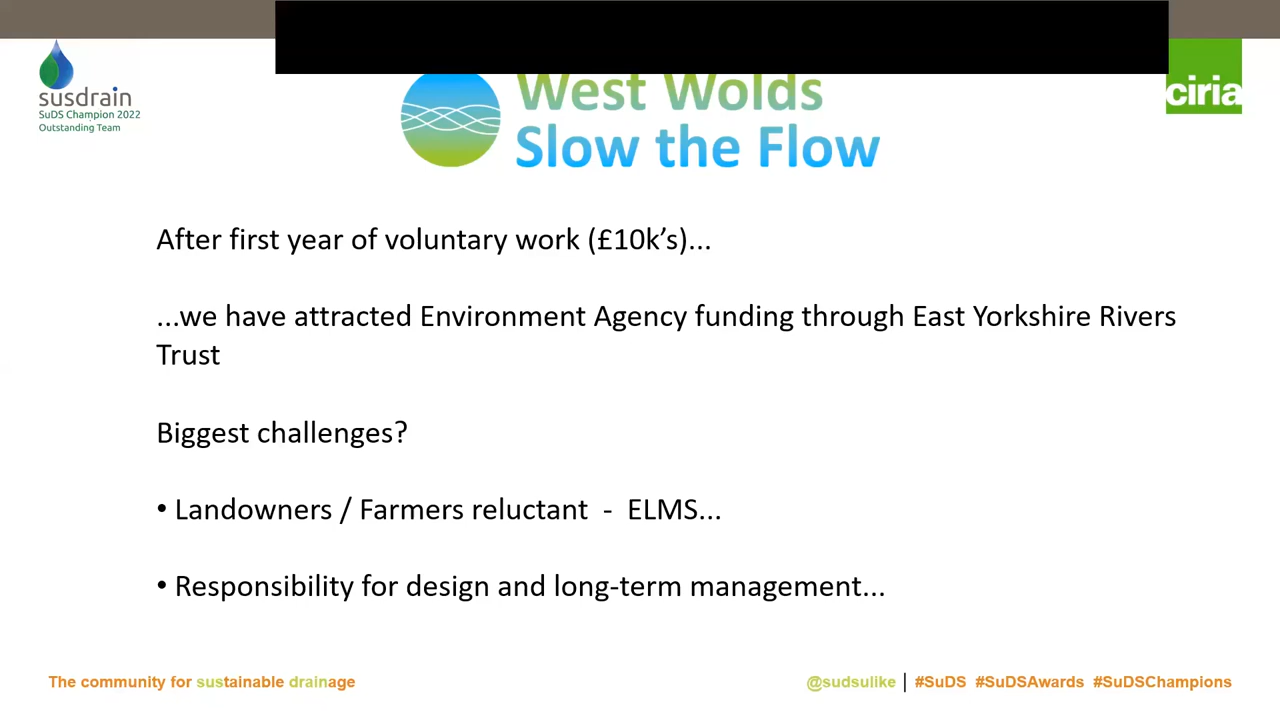 susdrain
SuDS Champion 2022
Outstanding Team
ciria
West Wolds
Slow the Flow
After first year of voluntary work (£10k’s)...
...we have attracted Environment Agency funding through East Yorkshire Rivers
Trust
Biggest challenges?
• Landowners / Farmers reluctant - ELMS...
• Responsibility for design and long-term management...
The community for sustainable drainage
@sudsulike | #SuDS #SuDSAwards #SuDSChampions